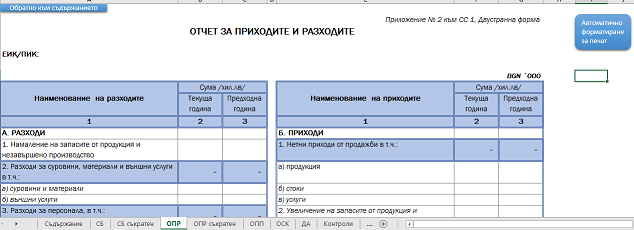 Обратно към съдържанието
Приложение № 2 към СС 1, Двустранна форма
Автоматично
форматиране
за печат
ОТЧЕТ ЗА ПРИХОДИТЕ И РАЗХОДИТЕ
ЕИК/ПИК:
BGN `000
Наименование на разходите
Сума /хил.лв/
Текуща година
Предходна година
Наименование на приходите
Сума /хил.лв/
Текуща година
Предходна година
1 2 3 1 2 3
А. РАЗХОДИ
Б. ПРИХОДИ
1. Намаление на запасите от продукция и
незавършено производство
1. Нетни приходи от продажби в т.ч.: - -
2. Разходи за суровини, материали и външни услуги
в т.ч.: - -
а) продукция
а) суровини и материали
б) стоки
б) външни услуги
в) услуги
3. Разходи за персонала, в т.ч.: - -
2. Увеличение на запасите от продукция и
Съдържание СБ СБ съкратен ОПР ОПР съкратен ОПП ОСК ДА Контроли ...